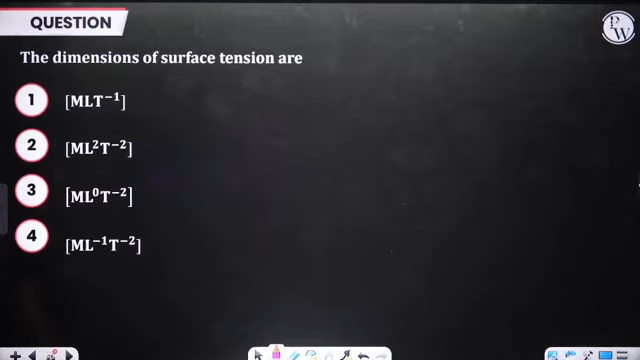 QUESTION
PW
The dimensions of surface tension are
1 [MLT⁻¹]
2 [ML²T⁻²]
3 [ML⁰T⁻²]
4 [ML⁻¹T⁻²]